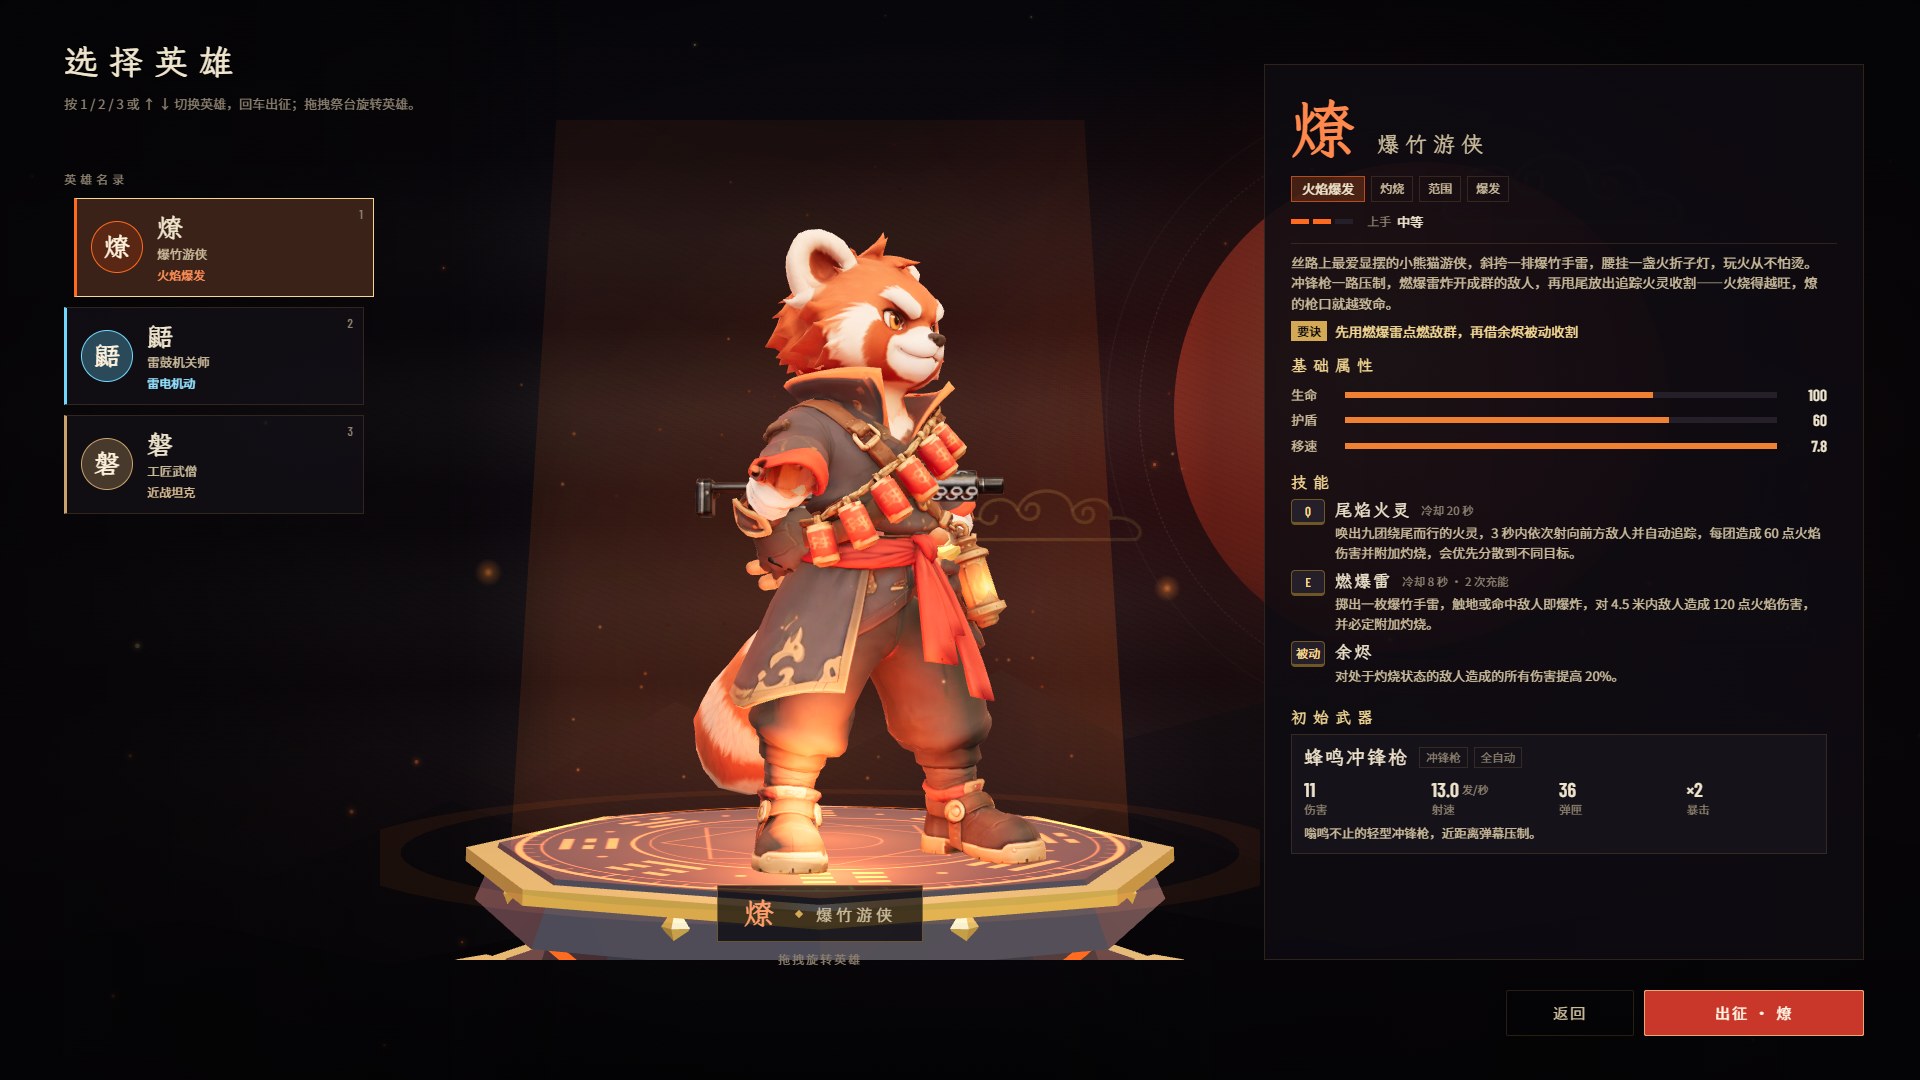 选择英雄
按 1 / 2 / 3 或 ↑ ↓ 切换英雄，回车出征；拖拽祭台旋转英雄。
英雄名录
燎
1
燎
爆竹游侠
火焰爆发
鼯
2
鼯
雷鼓机关师
雷电机动
磐
3
磐
工匠武僧
近战坦克
燎 ◆ 爆竹游侠
拖拽旋转英雄
燎 爆竹游侠
火焰爆发 灼烧 范围 爆发
上手 中等
丝路上最爱显摆的小熊猫游侠，斜挎一排爆竹手雷，腰挂一盏火折子灯，玩火从不怕烫。
冲锋枪一路压制，燃爆雷炸开成群的敌人，再甩尾放出追踪火灵收割——火烧得越旺，燎
的枪口就越致命。
要诀 先用燃爆雷点燃敌群，再借余烬被动收割
基础属性
生命 100
护盾 60
移速 7.8
技能
Q 尾焰火灵 冷却 20 秒
唤出九团绕尾而行的火灵，3 秒内依次射向前方敌人并自动追踪，每团造成 60 点火焰
伤害并附加灼烧，会优先分散到不同目标。
E 燃爆雷 冷却 8 秒 · 2 次充能
掷出一枚爆竹手雷，触地或命中敌人即爆炸，对 4.5 米内敌人造成 120 点火焰伤害，
并必定附加灼烧。
被动 余烬
对处于灼烧状态的敌人造成的所有伤害提高 20%。
初始武器
蜂鸣冲锋枪 冲锋枪 全自动
11 13.0 发/秒 36 ×2
伤害 射速 弹匣 暴击
嗡鸣不止的轻型冲锋枪，近距离弹幕压制。
返回
出征 · 燎